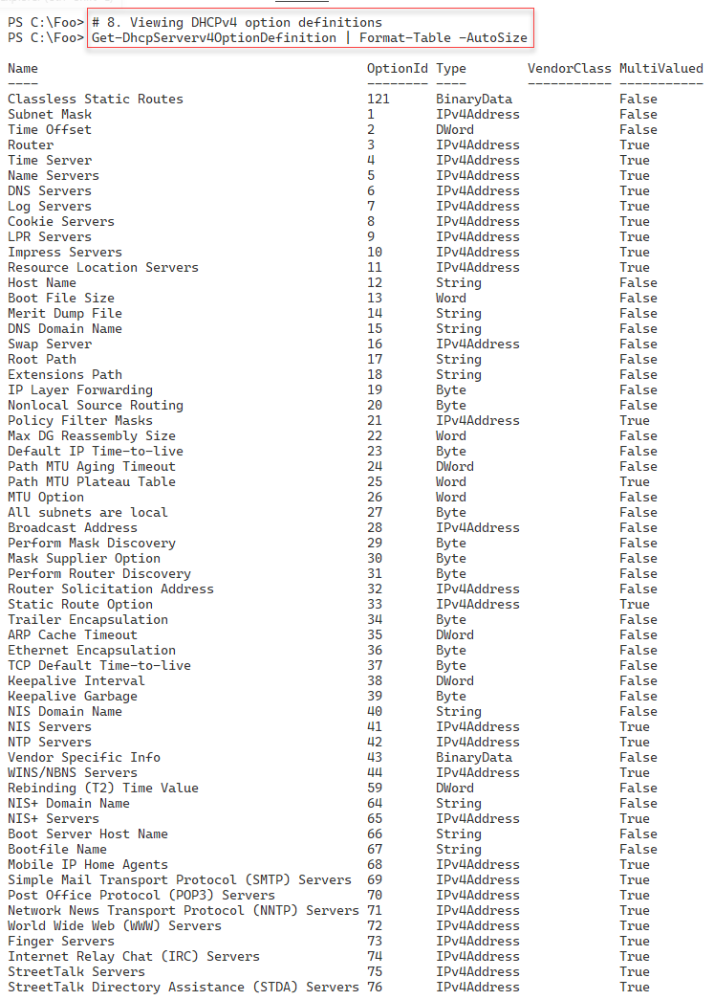 PS C:\Foo> # 8. Viewing DHCPv4 option definitions
PS C:\Foo> Get-DhcpServerv4OptionDefinition | Format-Table -AutoSize
Name OptionId Type VendorClass MultiValued
---- -------- ---- ----------- -----------
Classless Static Routes 121 BinaryData False
Subnet Mask 1 IPv4Address False
Time Offset 2 DWord False
Router 3 IPv4Address True
Time Server 4 IPv4Address True
Name Servers 5 IPv4Address True
DNS Servers 6 IPv4Address True
Log Servers 7 IPv4Address True
Cookie Servers 8 IPv4Address True
LPR Servers 9 IPv4Address True
Impress Servers 10 IPv4Address True
Resource Location Servers 11 IPv4Address True
Host Name 12 String False
Boot File Size 13 Word False
Merit Dump File 14 String False
DNS Domain Name 15 String False
Swap Server 16 IPv4Address False
Root Path 17 String False
Extensions Path 18 String False
IP Layer Forwarding 19 Byte False
Nonlocal Source Routing 20 Byte False
Policy Filter Masks 21 IPv4Address True
Max DG Reassembly Size 22 Word False
Default IP Time-to-live 23 Byte False
Path MTU Aging Timeout 24 DWord False
Path MTU Plateau Table 25 Word True
MTU Option 26 Word False
All subnets are local 27 Byte False
Broadcast Address 28 IPv4Address False
Perform Mask Discovery 29 Byte False
Mask Supplier Option 30 Byte False
Perform Router Discovery 31 Byte False
Router Solicitation Address 32 IPv4Address False
Static Route Option 33 IPv4Address True
Trailer Encapsulation 34 Byte False
ARP Cache Timeout 35 DWord False
Ethernet Encapsulation 36 Byte False
TCP Default Time-to-live 37 Byte False
Keepalive Interval 38 DWord False
Keepalive Garbage 39 Byte False
NIS Domain Name 40 String False
NIS Servers 41 IPv4Address True
NTP Servers 42 IPv4Address True
Vendor Specific Info 43 BinaryData False
WINS/NBNS Servers 44 IPv4Address True
Rebinding (T2) Time Value 59 DWord False
NIS+ Domain Name 64 String False
NIS+ Servers 65 IPv4Address True
Boot Server Host Name 66 String False
Bootfile Name 67 String False
Mobile IP Home Agents 68 IPv4Address True
Simple Mail Transport Protocol (SMTP) Servers 69 IPv4Address True
Post Office Protocol (POP3) Servers 70 IPv4Address True
Network News Transport Protocol (NNTP) Servers 71 IPv4Address True
World Wide Web (WWW) Servers 72 IPv4Address True
Finger Servers 73 IPv4Address True
Internet Relay Chat (IRC) Servers 74 IPv4Address True
StreetTalk Servers 75 IPv4Address True
StreetTalk Directory Assistance (STDA) Servers 76 IPv4Address True